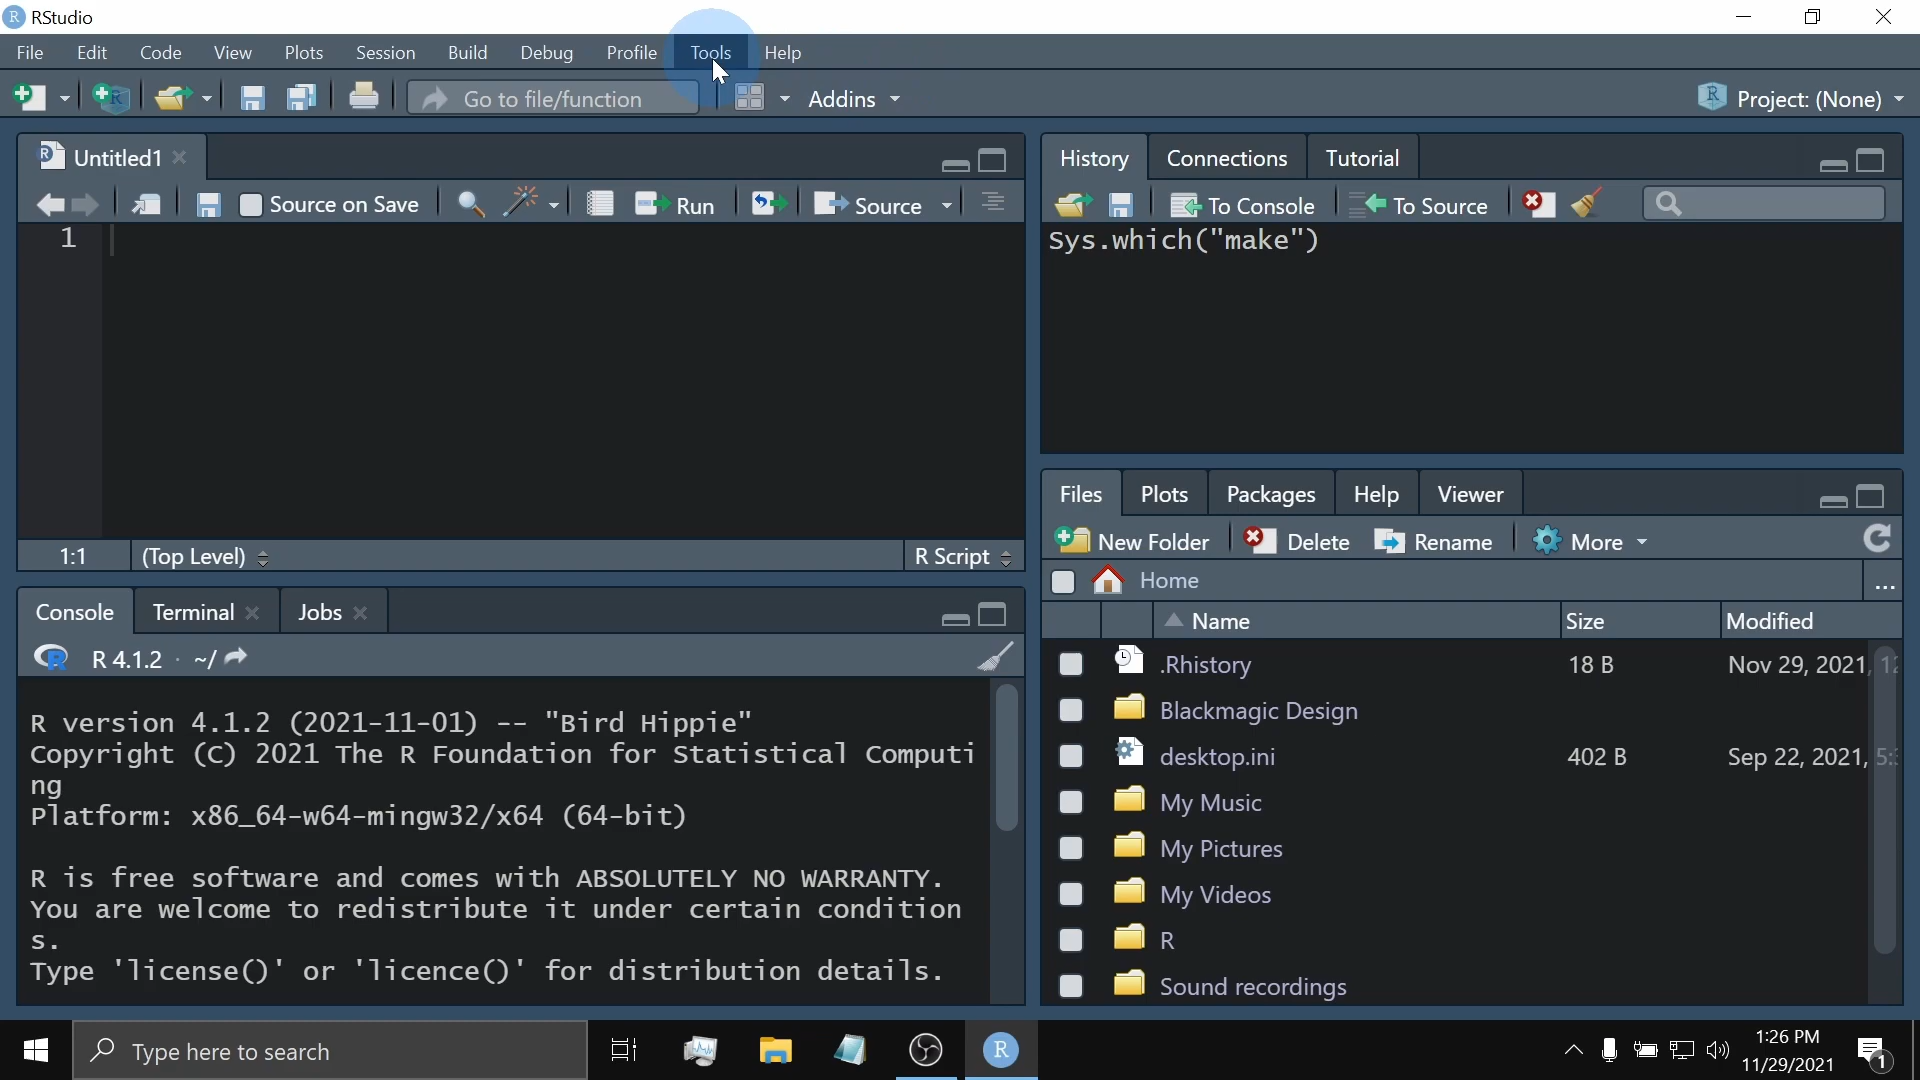 RStudio
File Edit Code View Plots Session Build Debug Profile Tools Help
Go to file/function Addins Project: (None)
Untitled1
Source on Save Run Source
1
1:1 (Top Level) R Script
Console Terminal Jobs
R 4.1.2 · ~/
R version 4.1.2 (2021-11-01) -- "Bird Hippie"
Copyright (C) 2021 The R Foundation for Statistical Computi
ng
Platform: x86_64-w64-mingw32/x64 (64-bit)
R is free software and comes with ABSOLUTELY NO WARRANTY.
You are welcome to redistribute it under certain condition
s.
Type 'license()' or 'licence()' for distribution details.
History Connections Tutorial
To Console To Source
Sys.which("make")
Files Plots Packages Help Viewer
New Folder Delete Rename More
Home ...
Name Size Modified
.Rhistory 18 B Nov 29, 2021, 12
Blackmagic Design
desktop.ini 402 B Sep 22, 2021, 5:
My Music
My Pictures
My Videos
R
Sound recordings
Type here to search
1:26 PM
11/29/2021
1